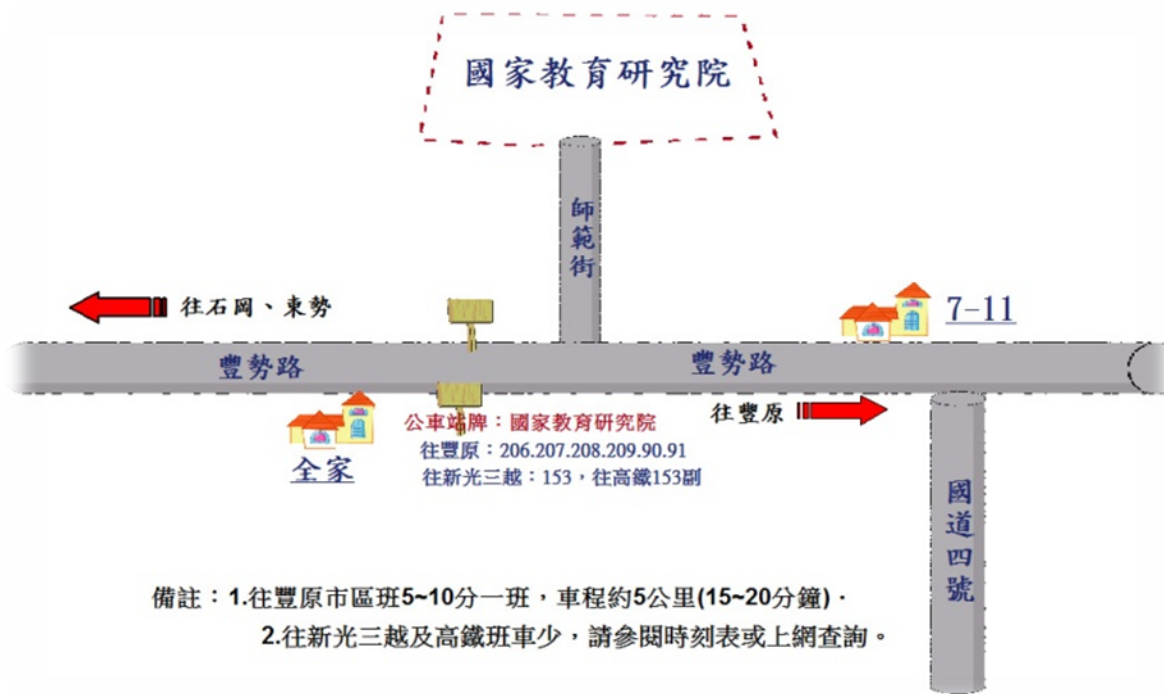 國家教育研究院
師範街
往石岡、東勢
7-11
豐勢路
豐勢路
往豐原
公車站牌：國家教育研究院
全家
往豐原：206.207.208.209.90.91
往新光三越：153，往高鐵153副
國道四號
備註：1.往豐原市區班5~10分一班，車程約5公里(15~20分鐘)．
2.往新光三越及高鐵班車少，請參閱時刻表或上網查詢。